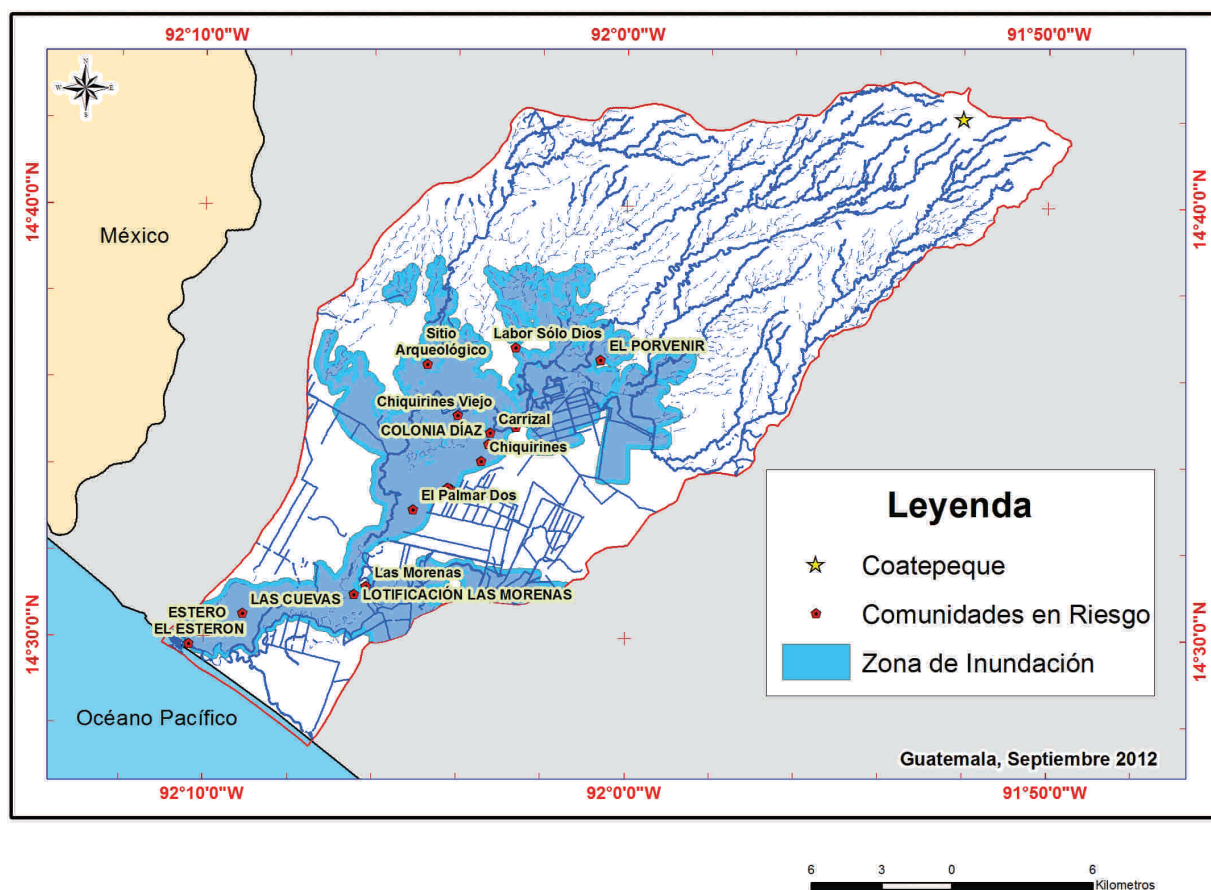 92°10'0"W
92°0'0"W
91°50'0"W
N
W
E
S
14°40'0"N
14°40'0"N
México
Sitio
Arqueológico
Labor Sólo Dios
EL PORVENIR
Chiquirines Viejo
Carrizal
COLONIA DÍAZ
Chiquirines
El Palmar Dos
Las Morenas
LOTIFICACIÓN LAS MORENAS
LAS CUEVAS
ESTERO
EL ESTERON
14°30'0"N
14°30'0"N
Océano Pacífico
Leyenda
Coatepeque
Comunidades en Riesgo
Zona de Inundación
Guatemala, Septiembre 2012
92°10'0"W
92°0'0"W
91°50'0"W
6 3 0 6
Kilometros